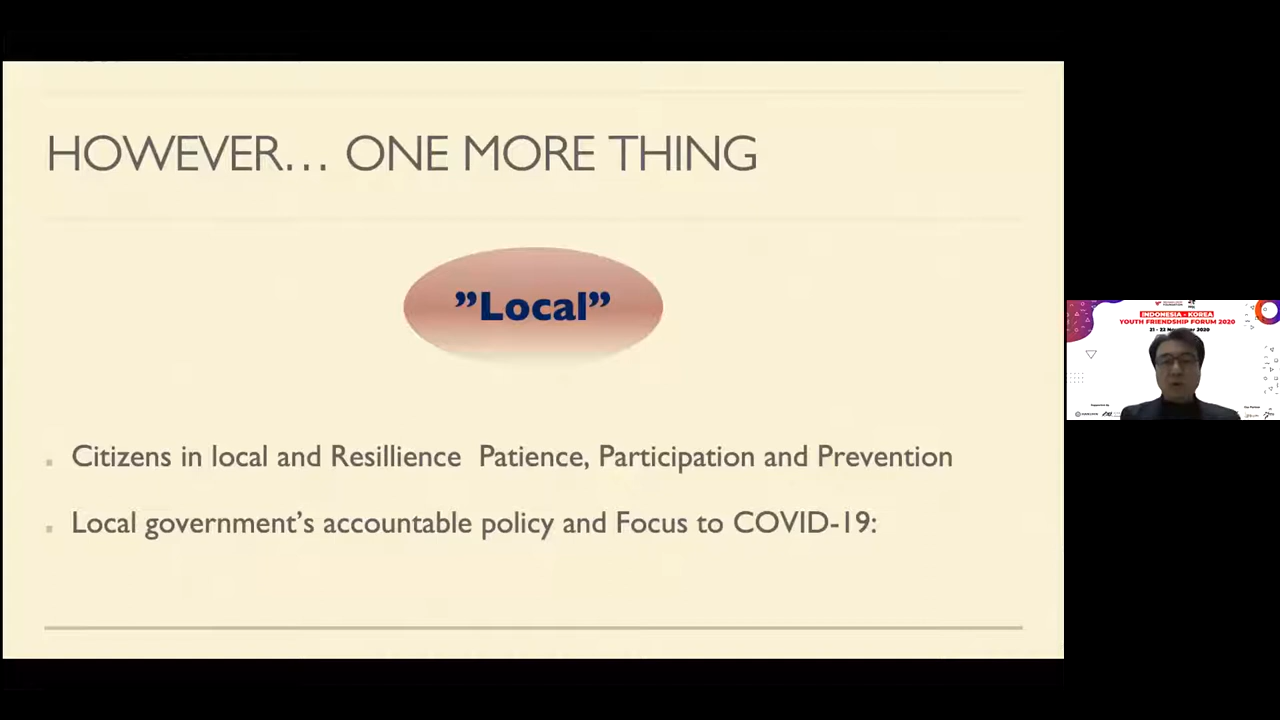 HOWEVER… ONE MORE THING
”Local”
Citizens in local and Resillience  Patience, Participation and Prevention
Local government’s accountable policy and Focus to COVID-19:
INDONESIA - KOREA
YOUTH FRIENDSHIP FORUM 2020